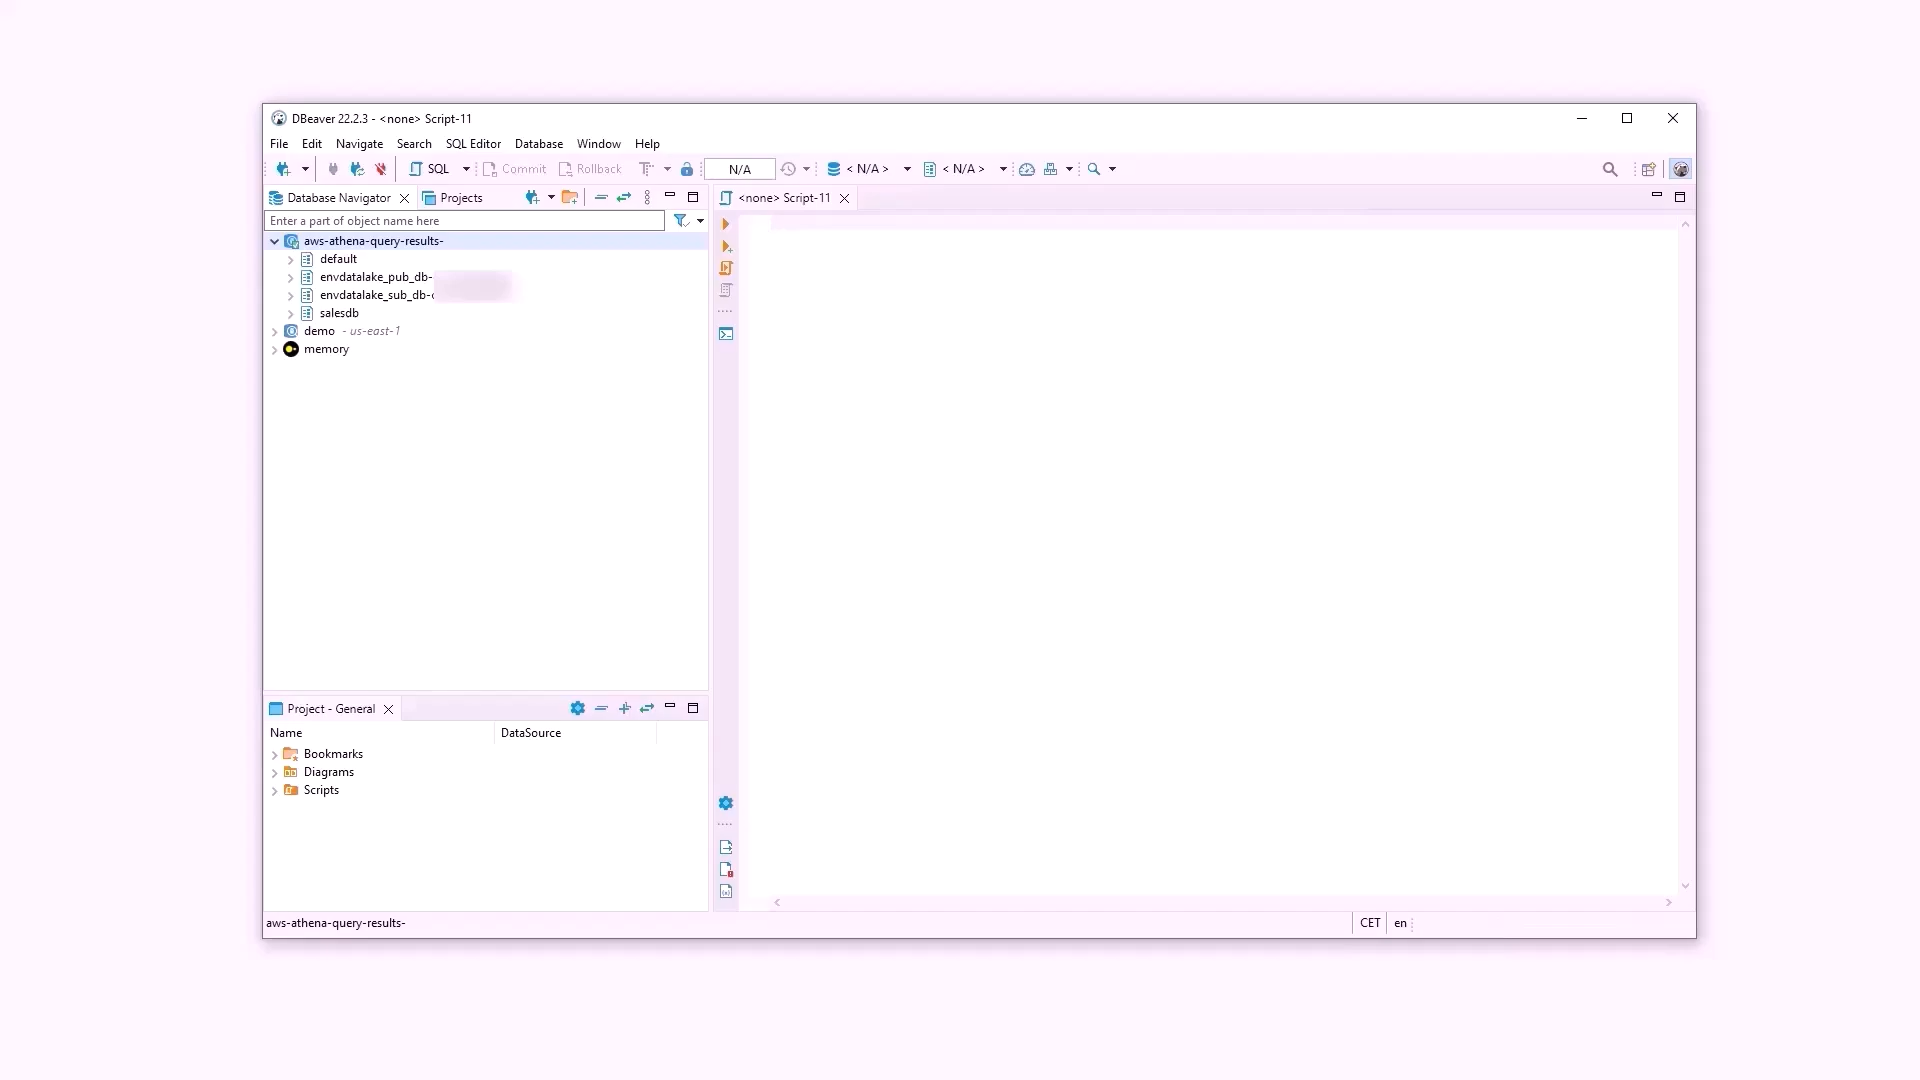 DBeaver 22.2.3 - <none> Script-11
File Edit Navigate Search SQL Editor Database Window Help
SQL Commit Rollback N/A < N/A > < N/A >
Database Navigator Projects <none> Script-11
Enter a part of object name here
aws-athena-query-results-
default
envdatalake_pub_db-
envdatalake_sub_db-
salesdb
demo - us-east-1
memory
Project - General
Name DataSource
Bookmarks
Diagrams
Scripts
aws-athena-query-results- CET en